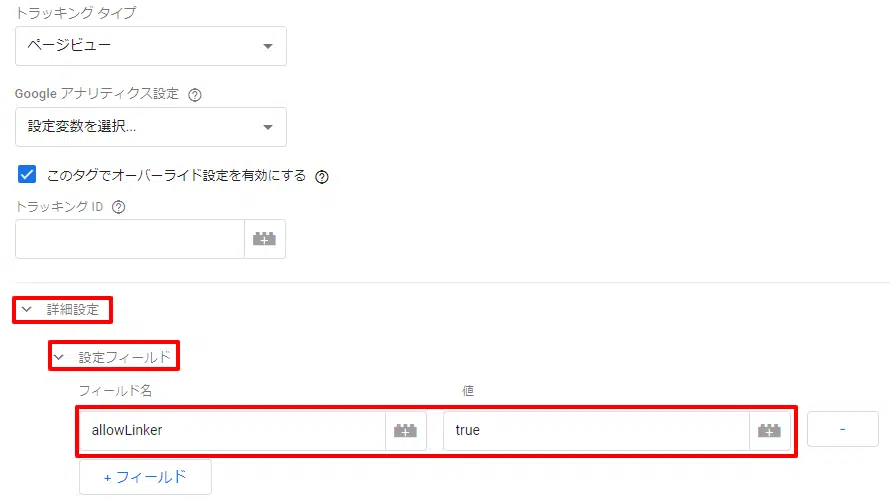 トラッキング タイプ
ページビュー
Google アナリティクス設定
設定変数を選択...
このタグでオーバーライド設定を有効にする
トラッキング ID
詳細設定
設定フィールド
フィールド名 値
allowLinker true -
+ フィールド